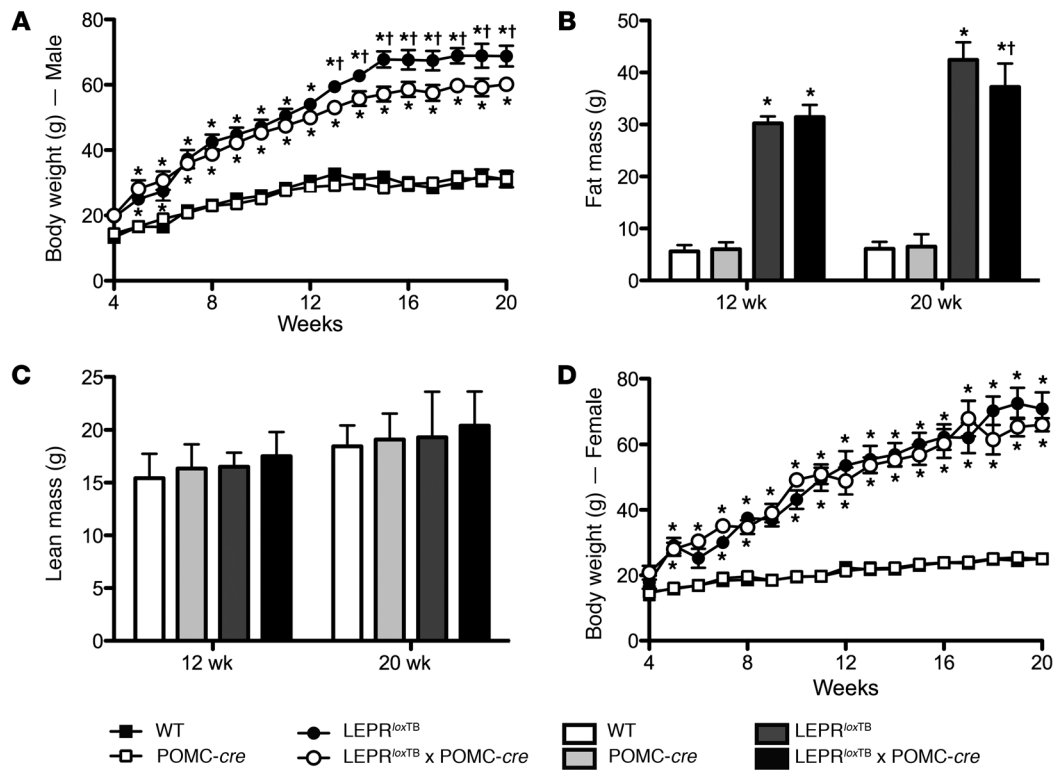 A
Body weight (g) — Male
80
60
40
20
0
*†
*†
*†
*†
*†
*†
*†
*†
* * * * * * * *
* * * * * * * * * * * * * * * *
4 8 12 16 20
Weeks
B
Fat mass (g)
50
40
30
20
10
0
* * * *†
12 wk 20 wk
C
Lean mass (g)
25
20
15
10
5
0
12 wk 20 wk
D
Body weight (g) — Female
80
60
40
20
0
* * * * * * * * * * * * * * * *
* * * * * * * * * * * * *
4 8 12 16 20
Weeks
WT LEPRloxTB WT LEPRloxTB
POMC-cre LEPRloxTB x POMC-cre POMC-cre LEPRloxTB x POMC-cre